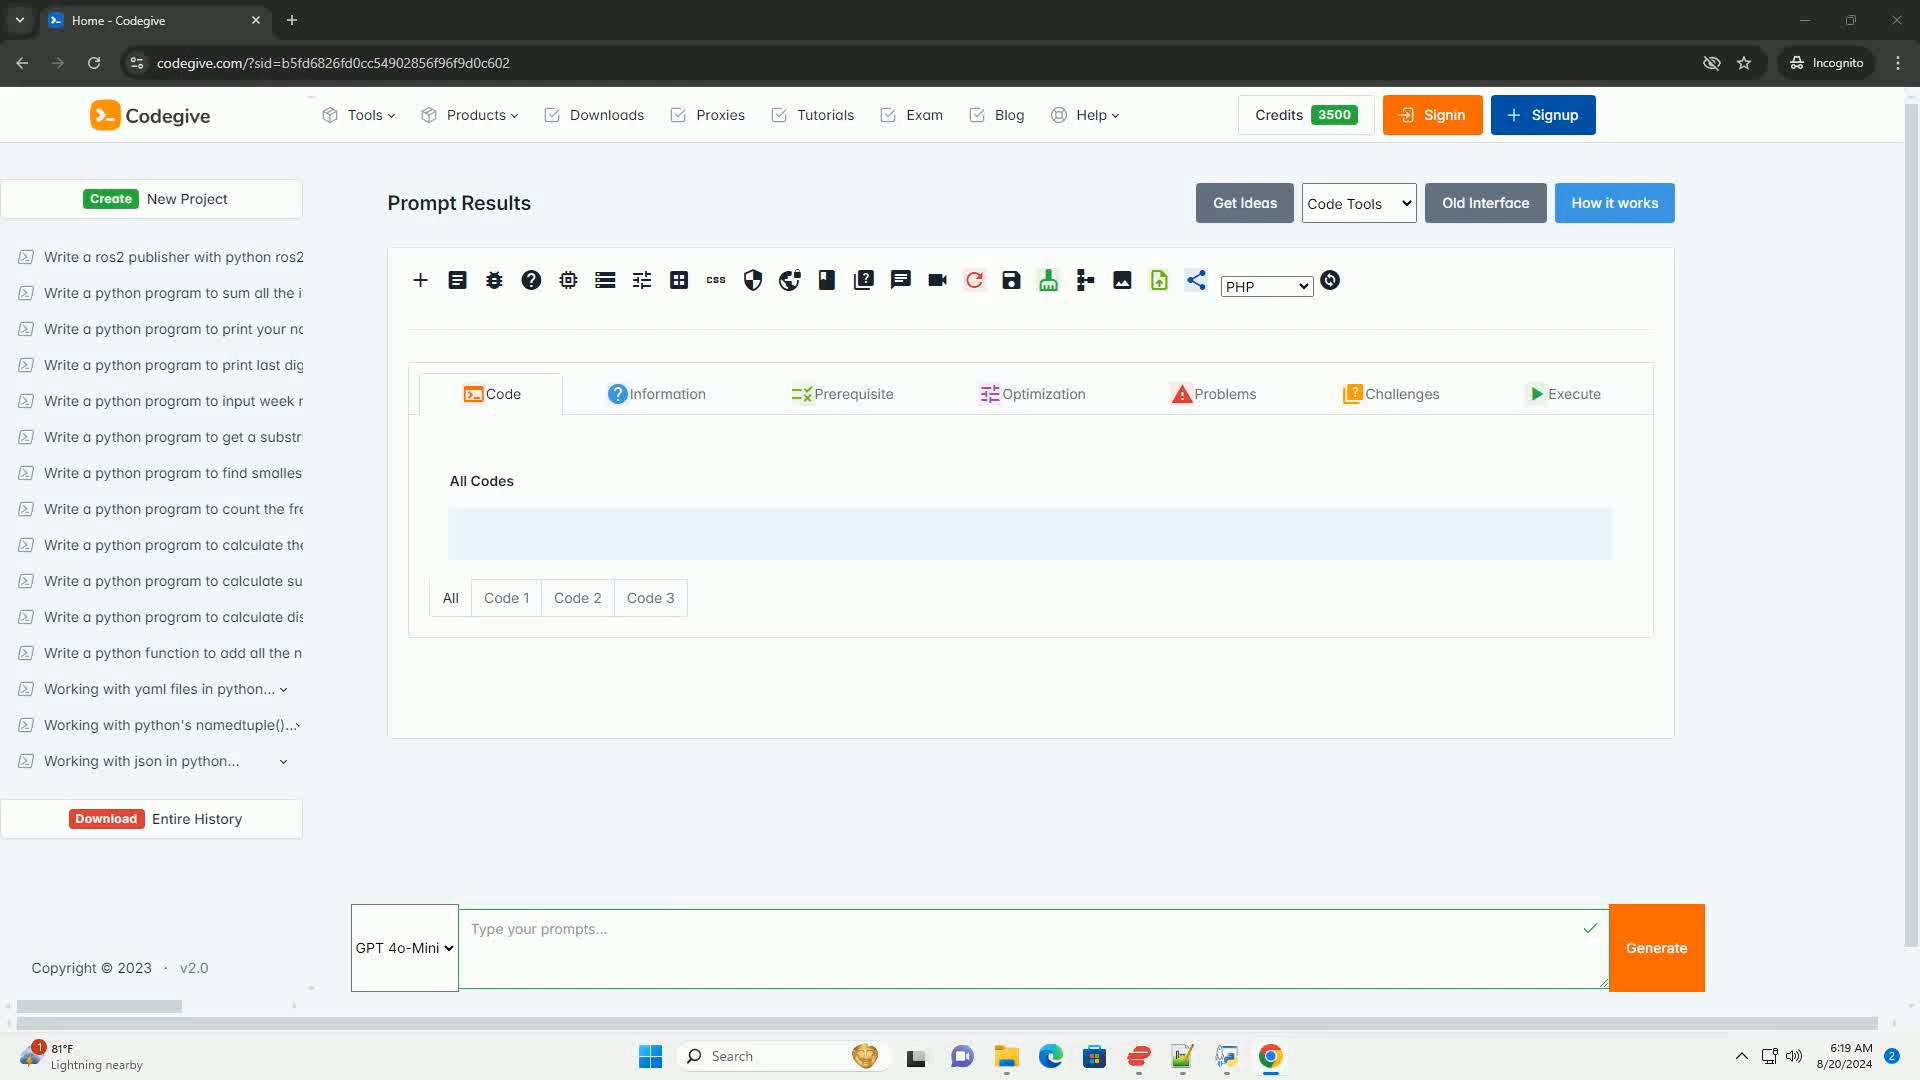 Home - Codegive
codegive.com/?sid=b5fd6826fd0cc54902856f96f9d0c602
Incognito
Codegive
Tools
Products
Downloads
Proxies
Tutorials
Exam
Blog
Help
Credits 3500
Signin
Signup
Create New Project
Write a ros2 publisher with python ros2
Write a python program to sum all the i
Write a python program to print your na
Write a python program to print last dig
Write a python program to input week n
Write a python program to get a substri
Write a python program to find smalles
Write a python program to count the fre
Write a python program to calculate the
Write a python program to calculate su
Write a python program to calculate dis
Write a python function to add all the n
Working with yaml files in python...
Working with python's namedtuple()...
Working with json in python...
Download Entire History
Copyright © 2023 · v2.0
Prompt Results
Get Ideas
Code Tools
Old Interface
How it works
css
PHP
Code
Information
Prerequisite
Optimization
Problems
Challenges
Execute
All Codes
All
Code 1
Code 2
Code 3
GPT 4o-Mini
Type your prompts...
Generate
1
81°F
Lightning nearby
Search
6:19 AM
8/20/2024
2